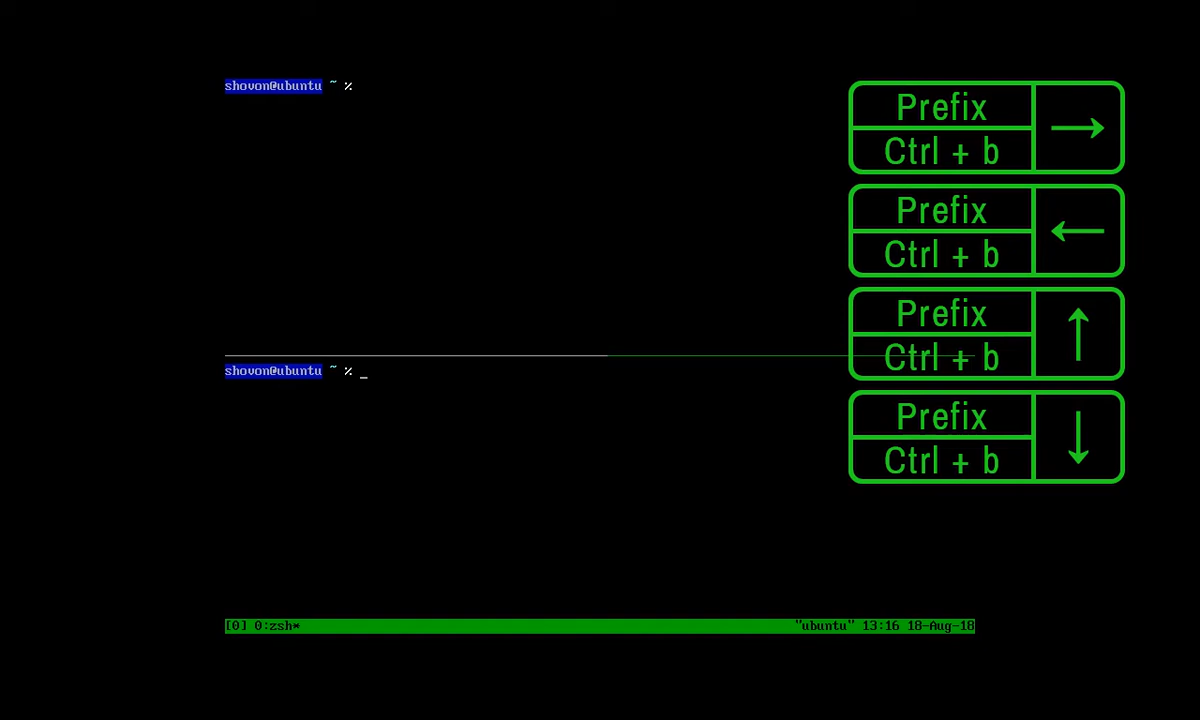 shovon@ubuntu ~ %
Prefix
Ctrl + b →
Prefix
Ctrl + b ←
Prefix
Ctrl + b ↑
shovon@ubuntu ~ % _
Prefix
Ctrl + b ↓
[0] 0:zsh* "ubuntu" 13:16 18-Aug-18